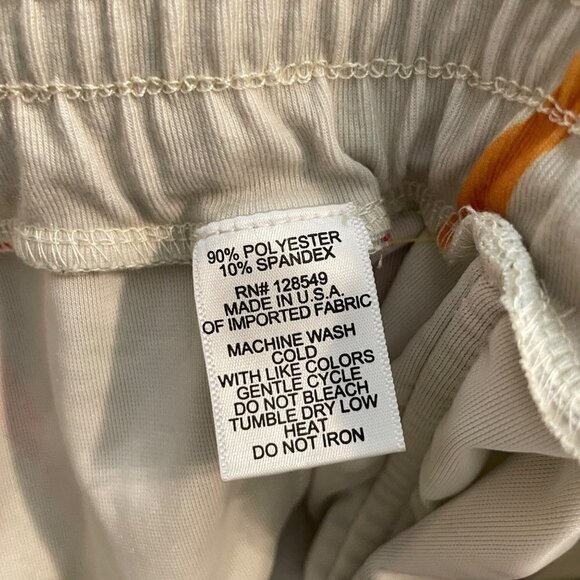 90% POLYESTER
10% SPANDEX
RN# 128549
MADE IN U.S.A.
OF IMPORTED FABRIC
MACHINE WASH
COLD
WITH LIKE COLORS
GENTLE CYCLE
DO NOT BLEACH
TUMBLE DRY LOW
HEAT
DO NOT IRON